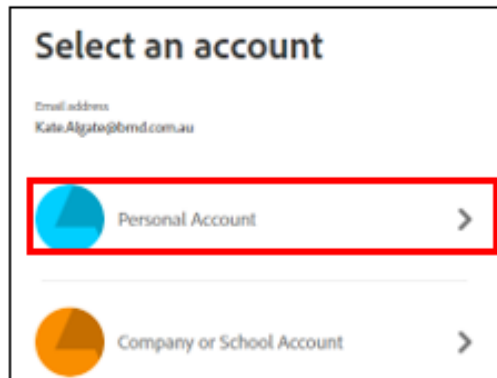 Select an account
Email address
Kate.Algate@bmd.com.au
Personal Account
Company or School Account